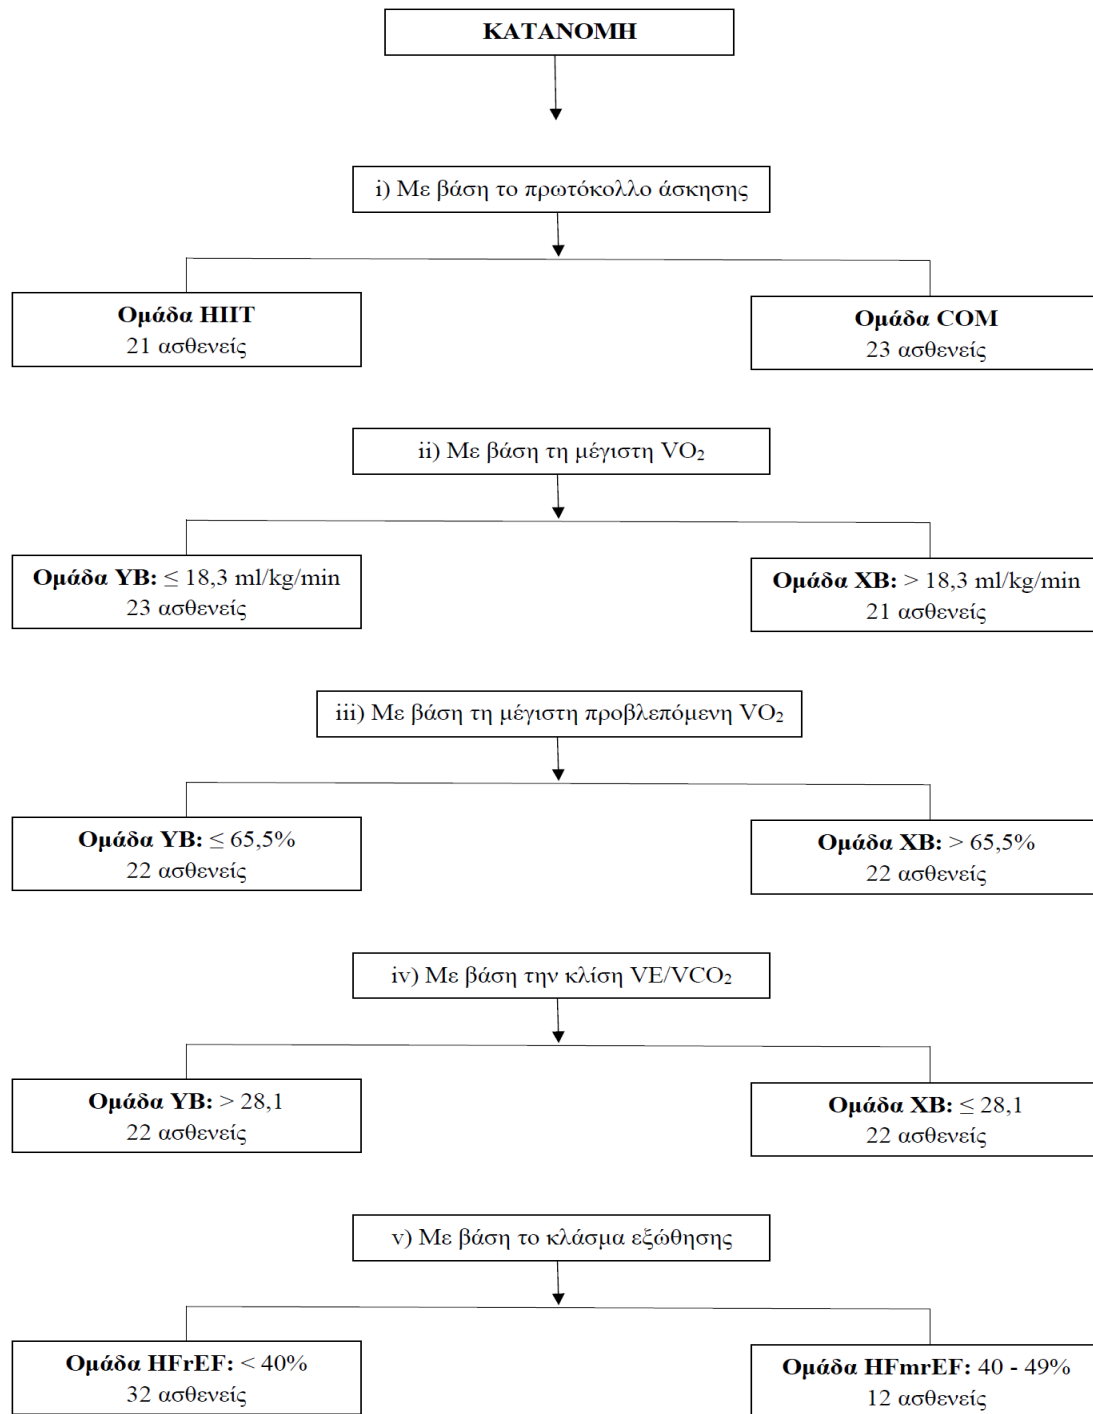 ΚΑΤΑΝΟΜΗ
i) Με βάση το πρωτόκολλο άσκησης
Ομάδα HIIT
21 ασθενείς
Ομάδα COM
23 ασθενείς
ii) Με βάση τη μέγιστη VO₂
Ομάδα ΥΒ: ≤ 18,3 ml/kg/min
23 ασθενείς
Ομάδα ΧΒ: > 18,3 ml/kg/min
21 ασθενείς
iii) Με βάση τη μέγιστη προβλεπόμενη VO₂
Ομάδα ΥΒ: ≤ 65,5%
22 ασθενείς
Ομάδα ΧΒ: > 65,5%
22 ασθενείς
iv) Με βάση την κλίση VE/VCO₂
Ομάδα ΥΒ: > 28,1
22 ασθενείς
Ομάδα ΧΒ: ≤ 28,1
22 ασθενείς
v) Με βάση το κλάσμα εξώθησης
Ομάδα HFrEF: < 40%
32 ασθενείς
Ομάδα HFmrEF: 40 - 49%
12 ασθενείς